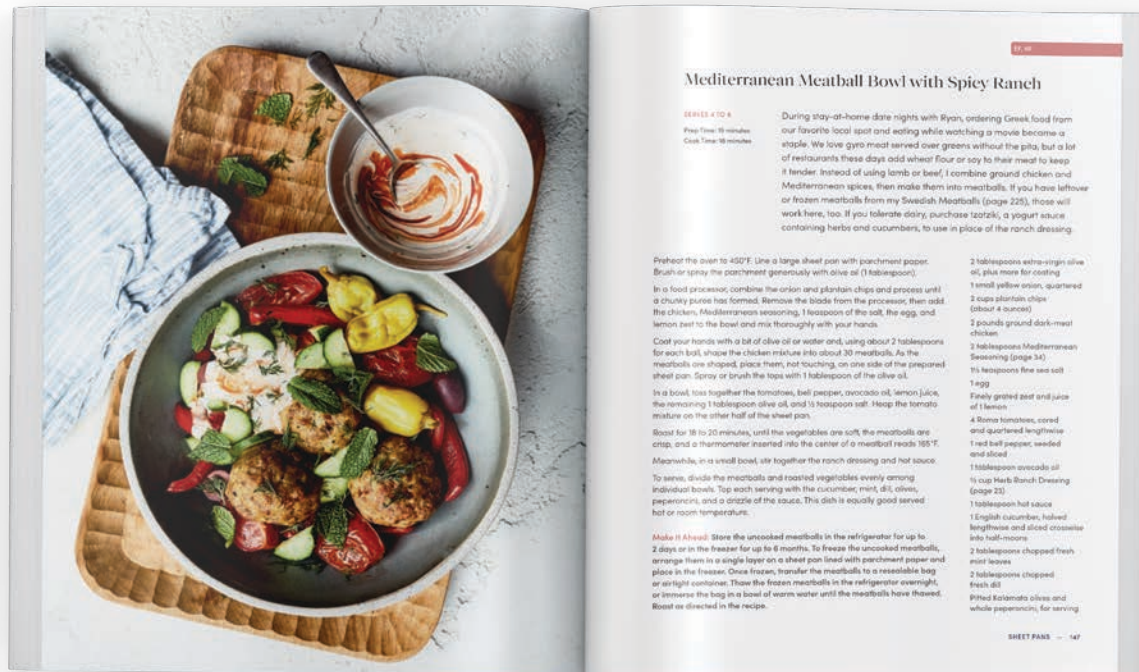 Mediterranean Meatball Bowl with Spicy Ranch
SERVES 4 TO 6
Prep Time: 15 minutes
Cook Time: 18 minutes
During stay-at-home date nights with Ryan, ordering Greek food from
our favorite local spot and eating while watching a movie became a
staple. We love gyro meat served over greens without the pita, but a lot
of restaurants these days add wheat flour or soy to their meat to keep
it tender. Instead of using lamb or beef, I combine ground chicken and
Mediterranean spices, then make them into meatballs. If you have leftover
or frozen meatballs from my Swedish Meatballs (page 225), those will
work here, too. If you tolerate dairy, purchase tzatziki, a yogurt sauce
containing herbs and cucumbers, to use in place of the ranch dressing.
Preheat the oven to 450°F. Line a large sheet pan with parchment paper.
Brush or spray the parchment generously with olive oil (1 tablespoon).
In a food processor, combine the onion and plantain chips and process until
a chunky puree has formed. Remove the blade from the processor, then add
the chicken, Mediterranean seasoning, 1 teaspoon of the salt, the egg, and
lemon zest to the bowl and mix thoroughly with your hands.
Coat your hands with a bit of olive oil or water and, using about 2 tablespoons
for each ball, shape the chicken mixture into about 30 meatballs. As the
meatballs are shaped, place them, not touching, on one side of the prepared
sheet pan. Spray or brush the tops with 1 tablespoon of the olive oil.
In a bowl, toss together the tomatoes, bell pepper, avocado oil, lemon juice,
the remaining 1 tablespoon olive oil, and ½ teaspoon salt. Heap the tomato
mixture on the other half of the sheet pan.
Roast for 18 to 20 minutes, until the vegetables are soft, the meatballs are
crisp, and a thermometer inserted into the center of a meatball reads 165°F.
Meanwhile, in a small bowl, stir together the ranch dressing and hot sauce.
To serve, divide the meatballs and roasted vegetables evenly among
individual bowls. Top each serving with the cucumber, mint, dill, olives,
peperoncini, and a drizzle of the sauce. This dish is equally good served
hot or room temperature.
Make It Ahead: Store the uncooked meatballs in the refrigerator for up to
2 days or in the freezer for up to 6 months. To freeze the uncooked meatballs,
arrange them in a single layer on a sheet pan lined with parchment paper and
place in the freezer. Once frozen, transfer the meatballs to a resealable bag
or airtight container. Thaw the frozen meatballs in the refrigerator overnight,
or immerse the bag in a bowl of warm water until the meatballs have thawed.
Roast as directed in the recipe.
2 tablespoons extra-virgin olive
oil, plus more for coating
1 small yellow onion, quartered
2 cups plantain chips
(about 4 ounces)
2 pounds ground dark-meat
chicken
2 tablespoons Mediterranean
Seasoning (page 34)
1½ teaspoons fine sea salt
1 egg
Finely grated zest and juice
of 1 lemon
4 Roma tomatoes, cored
and quartered lengthwise
1 red bell pepper, seeded
and sliced
1 tablespoon avocado oil
cup Herb Ranch Dressing
(page 23)
1 tablespoon hot sauce
1 English cucumber, halved
lengthwise and sliced crosswise
into half-moons
2 tablespoons chopped fresh
mint leaves
2 tablespoons chopped
fresh dill
Pitted Kalamata olives and
whole peperoncini, for serving
SHEET PANS — 147